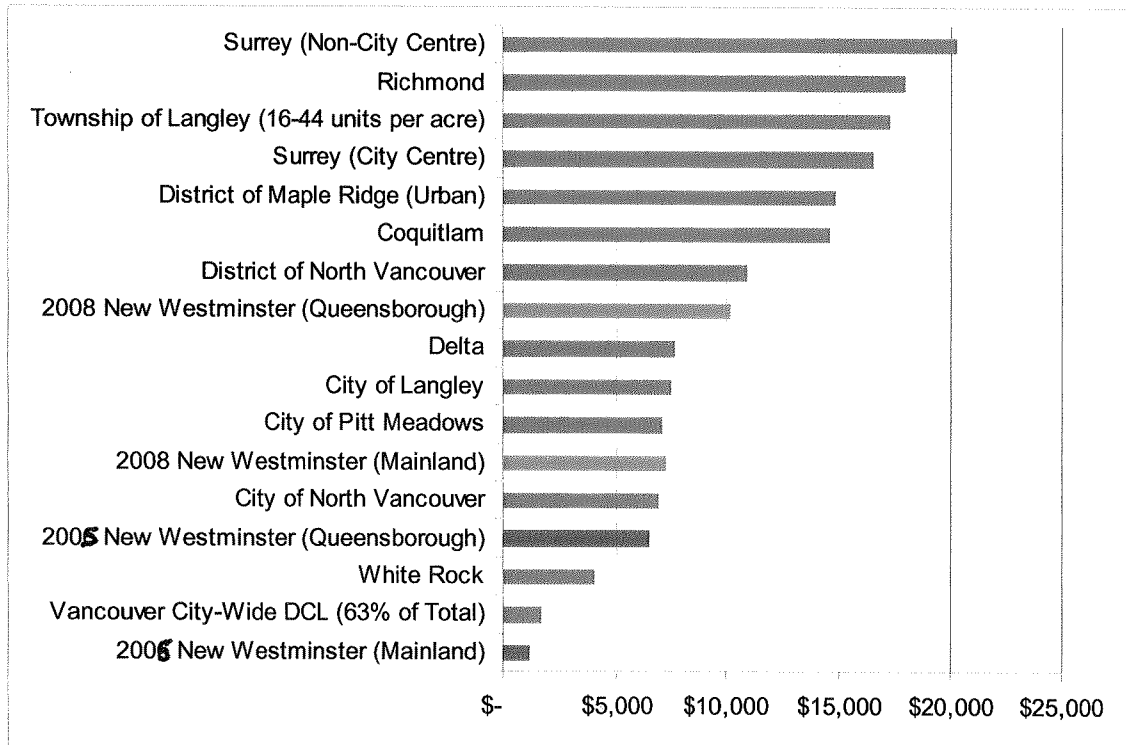 Surrey (Non-City Centre)
Richmond
Township of Langley (16-44 units per acre)
Surrey (City Centre)
District of Maple Ridge (Urban)
Coquitlam
District of North Vancouver
2008 New Westminster (Queensborough)
Delta
City of Langley
City of Pitt Meadows
2008 New Westminster (Mainland)
City of North Vancouver
2005 New Westminster (Queensborough)
White Rock
Vancouver City-Wide DCL (63% of Total)
2005 New Westminster (Mainland)
$- $5,000 $10,000 $15,000 $20,000 $25,000